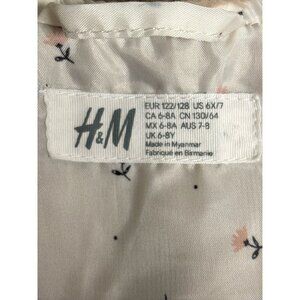 H&M
EUR 122/128 US 6X/7
CA 6-8A CN 130/64
MX 6-8A AUS 7-8
UK 6-8Y
Made in Myanmar
Fabriqué en Birmanie